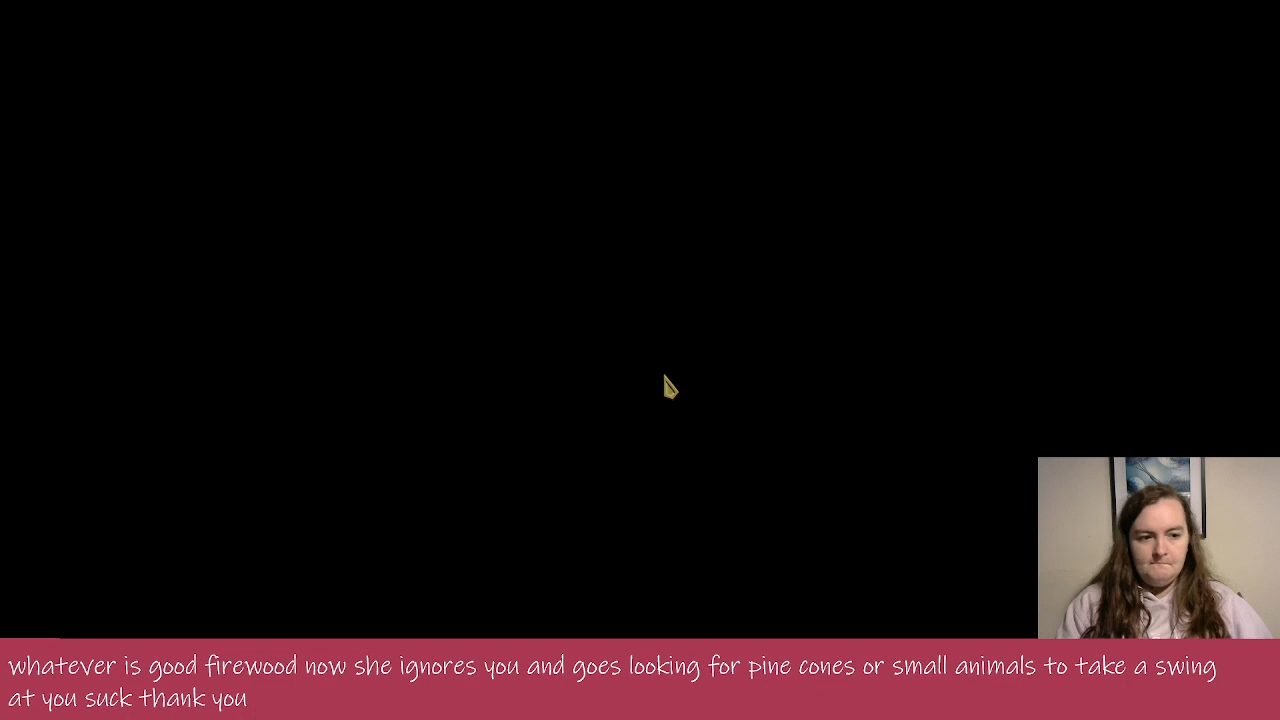 whatever is good firewood now she ignores you and goes looking for pine cones or small animals to take a swing
at you suck thank you